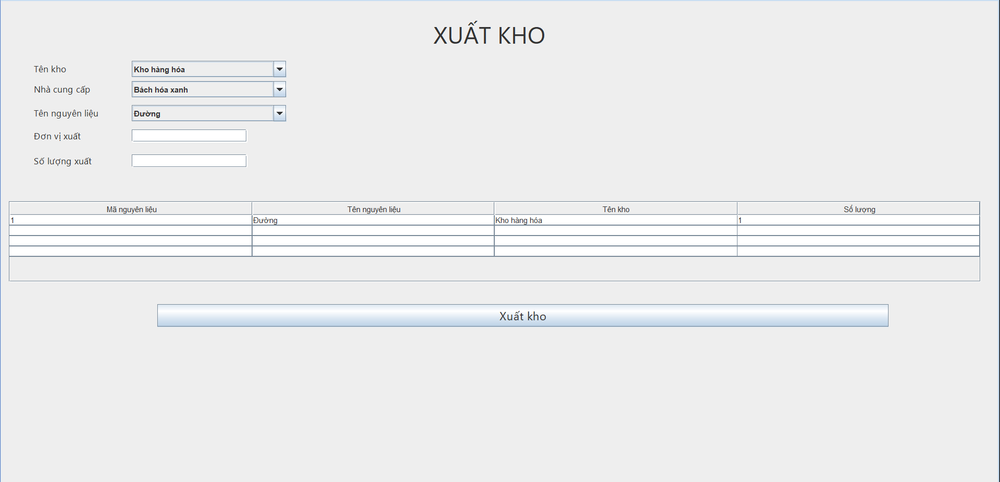 XUẤT KHO
Tên kho Kho hàng hóa
Nhà cung cấp Bách hóa xanh
Tên nguyên liệu Đường
Đơn vị xuất
Số lượng xuất
Mã nguyên liệu Tên nguyên liệu Tên kho Số lượng
1 Đường Kho hàng hóa 1
Xuất kho